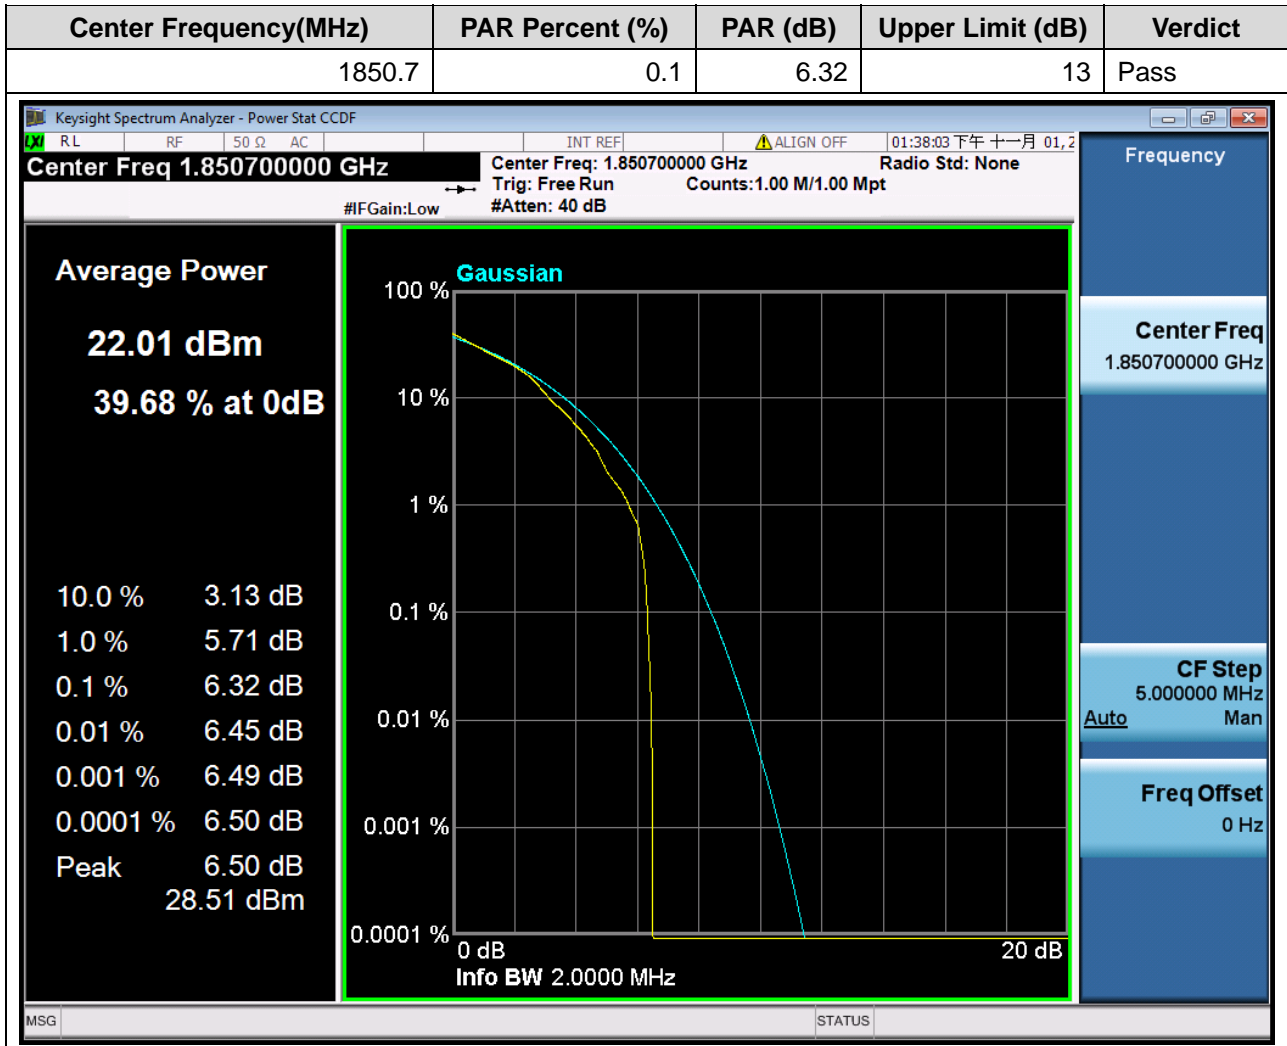 Center Frequency(MHz) PAR Percent (%) PAR (dB) Upper Limit (dB) Verdict
1850.7 0.1 6.32 13 Pass
Keysight Spectrum Analyzer - Power Stat CCDF
LXI RL RF 50 Ω AC INT REF ALIGN OFF 01:38:03 下午 十一月 01, 2
Center Freq 1.850700000 GHz
Center Freq: 1.850700000 GHz Radio Std: None
Trig: Free Run Counts:1.00 M/1.00 Mpt
#IFGain:Low #Atten: 40 dB
Average Power
22.01 dBm
39.68 % at 0dB
10.0 % 3.13 dB
1.0 % 5.71 dB
0.1 % 6.32 dB
0.01 % 6.45 dB
0.001 % 6.49 dB
0.0001 % 6.50 dB
Peak 6.50 dB
28.51 dBm
Gaussian
100 %
10 %
1 %
0.1 %
0.01 %
0.001 %
0.0001 %
0 dB 20 dB
Info BW 2.0000 MHz
Frequency
Center Freq
1.850700000 GHz
CF Step
5.000000 MHz
Auto Man
Freq Offset
0 Hz
MSG STATUS